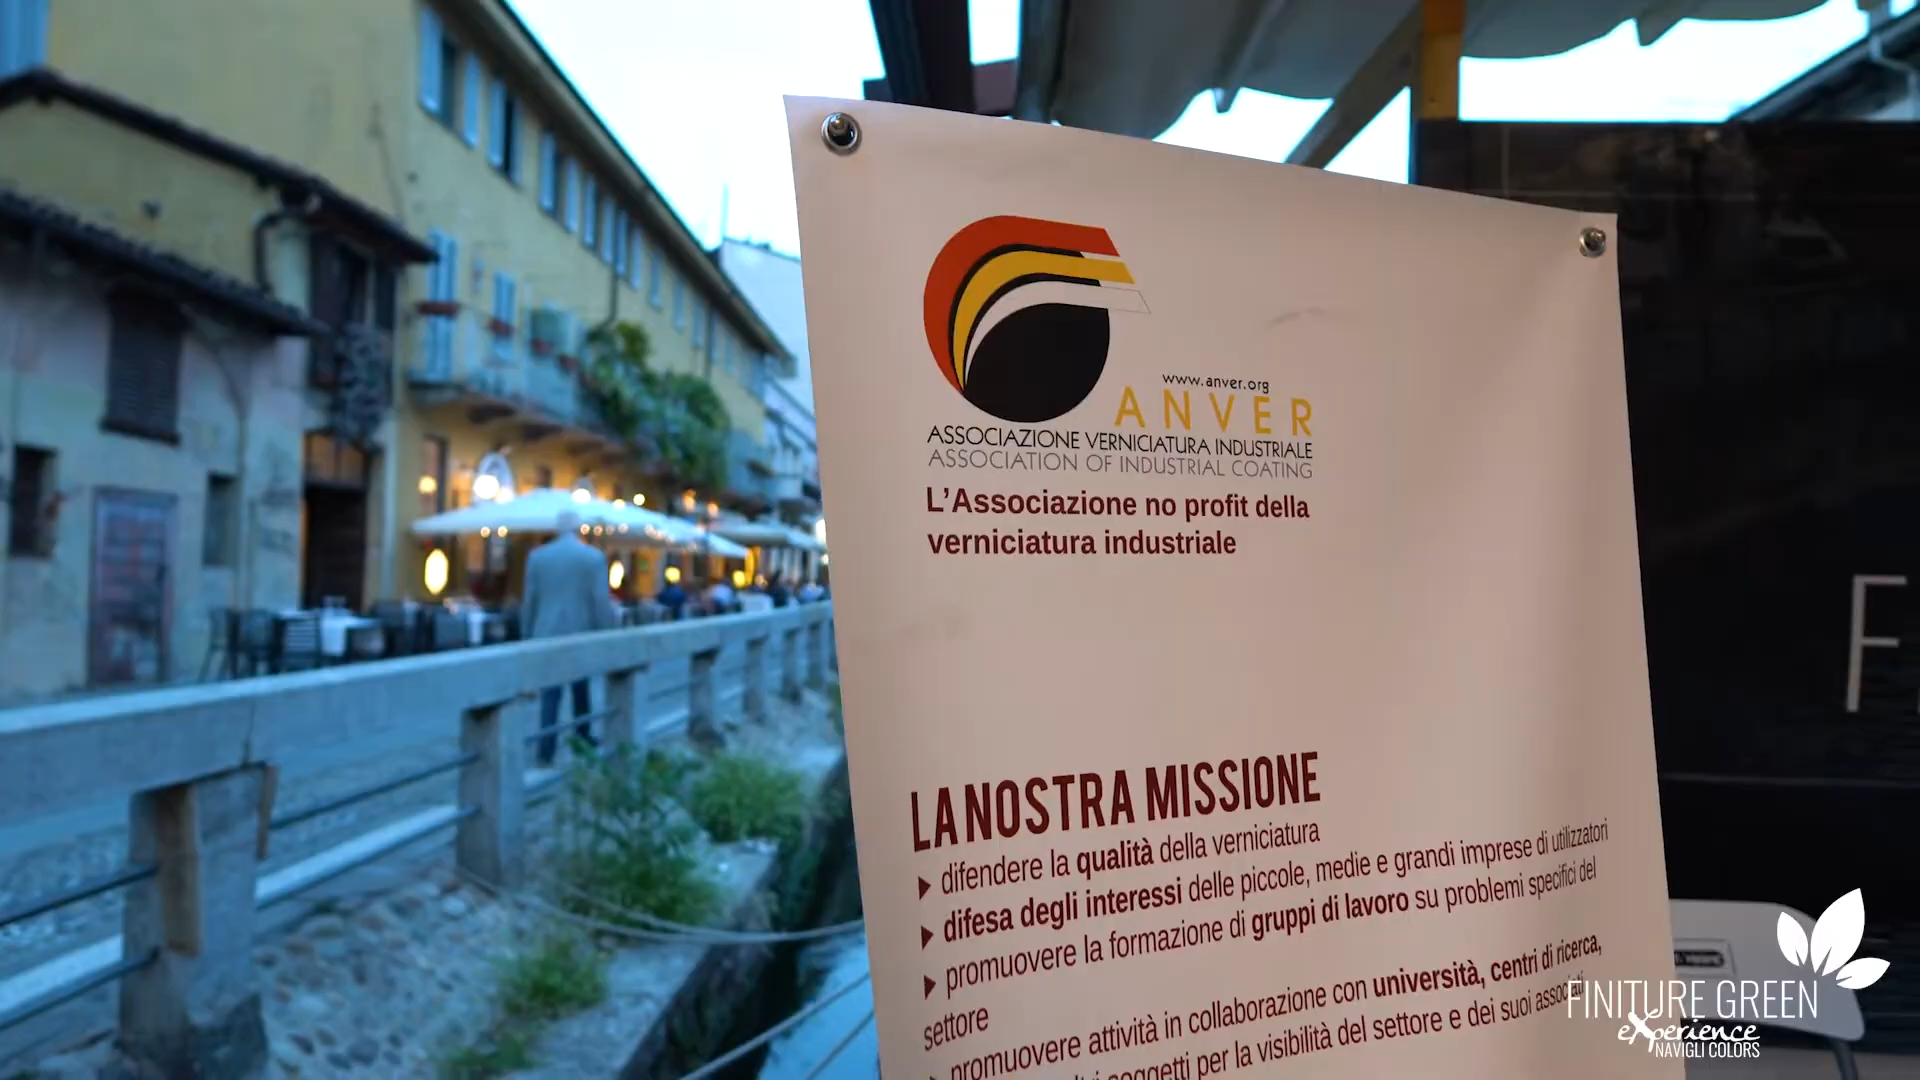 www.anver.org
ANVER
ASSOCIAZIONE VERNICIATURA INDUSTRIALE
ASSOCIATION OF INDUSTRIAL COATING
L'Associazione no profit della
verniciatura industriale
LA NOSTRA MISSIONE
difendere la qualità della verniciatura
difesa degli interessi delle piccole, medie e grandi imprese di utilizzatori
promuovere la formazione di gruppi di lavoro su problemi specifici del
settore
promuovere attività in collaborazione con università, centri di ricerca,
soggetti per la visibilità del settore e dei suoi associati
F
FINITURE GREEN
eXperience
NAVIGLI COLORS